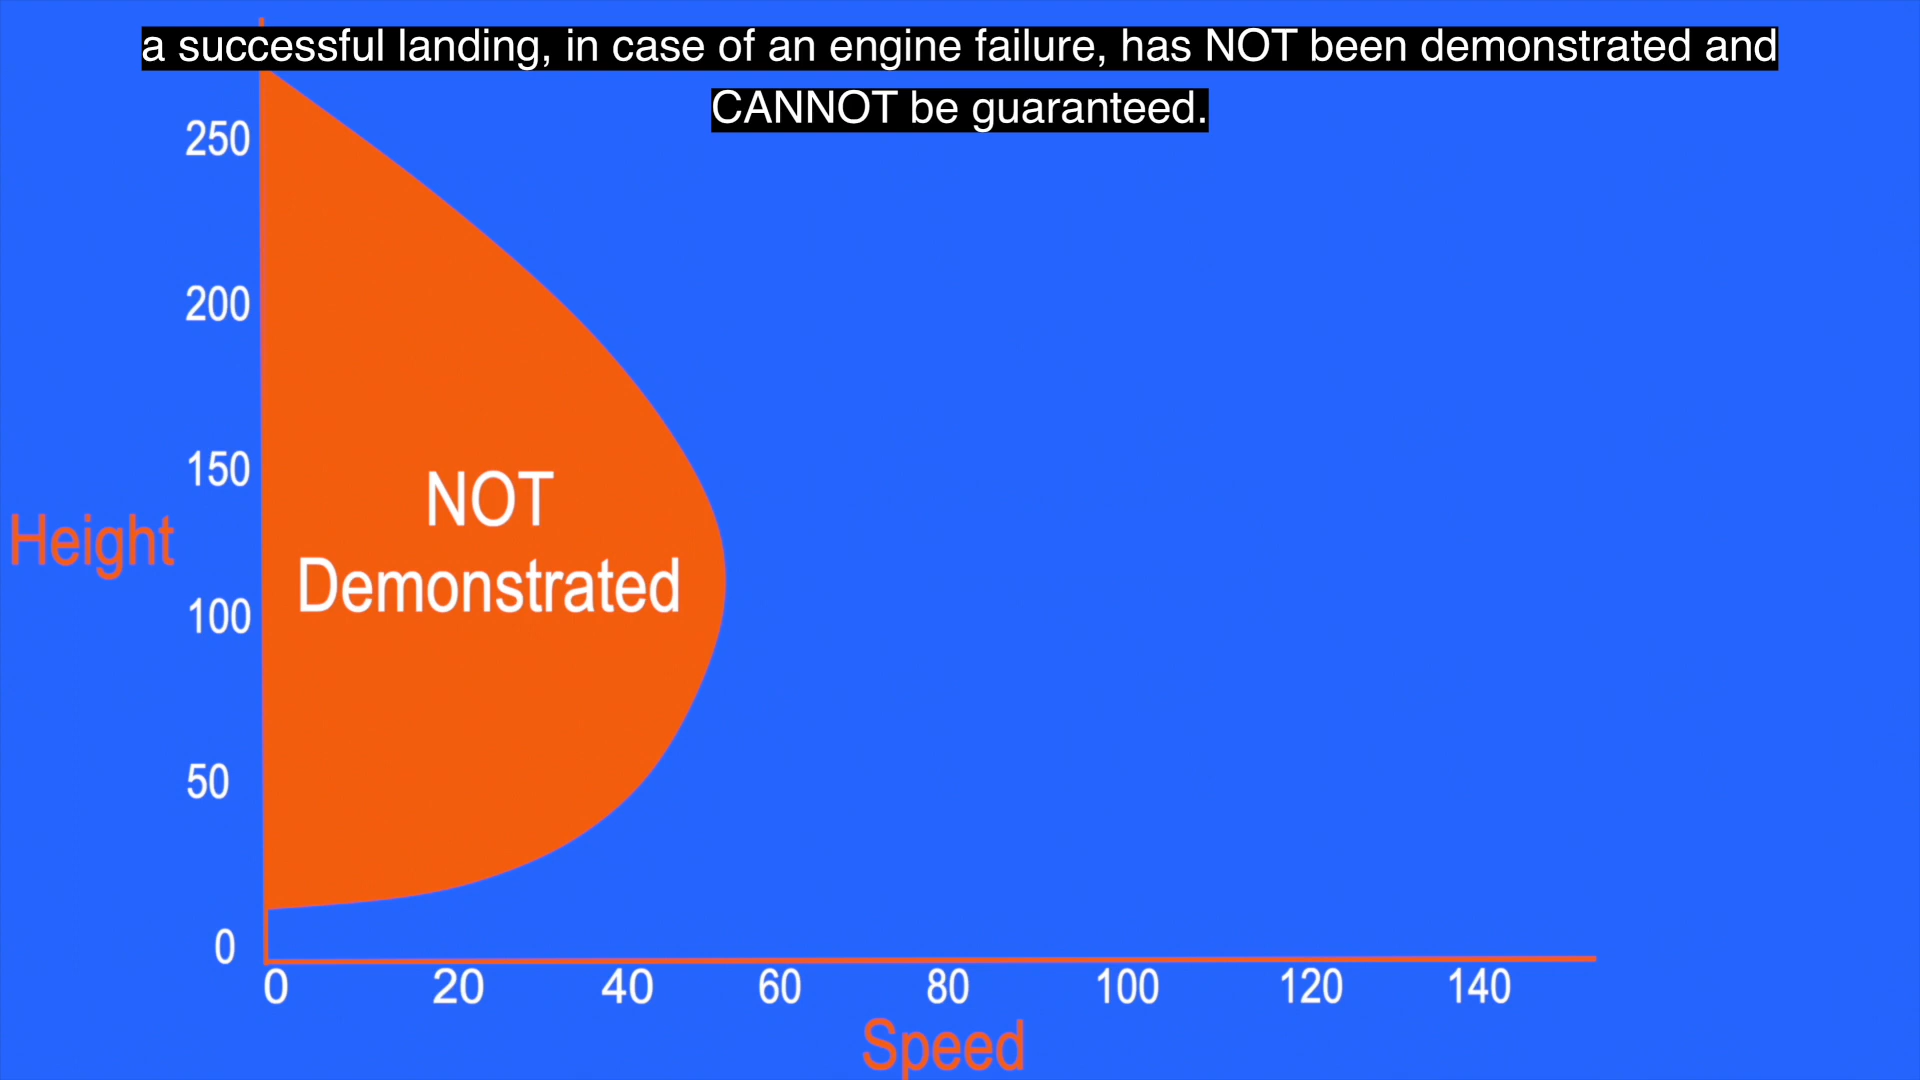 a successful landing, in case of an engine failure, has NOT been demonstrated and
CANNOT be guaranteed.
250
200
150
NOT
Height
Demonstrated
100
50
0
0 20 40 60 80 100 120 140
Speed